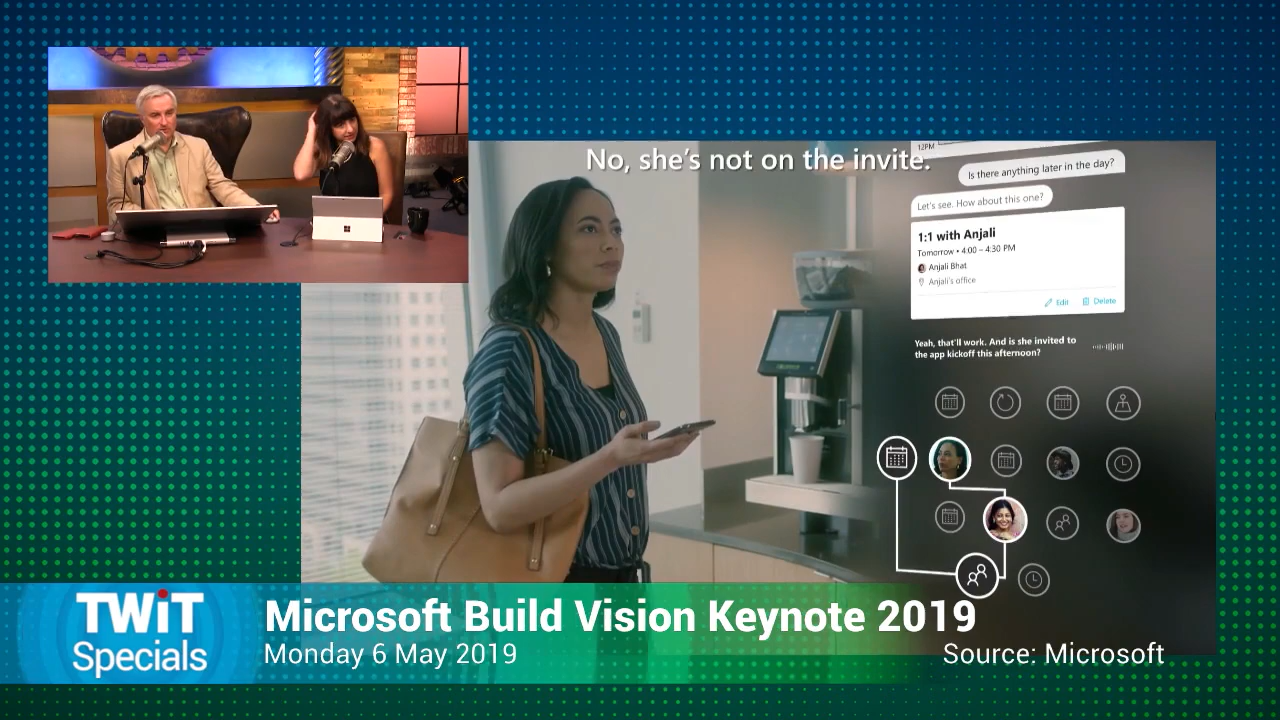 No, she's not on the invite.
12PM
Is there anything later in the day?
Let's see. How about this one?
1:1 with Anjali
Tomorrow • 4:00 – 4:30 PM
Anjali Bhat
Anjali's office
Edit
Delete
Yeah, that'll work. And is she invited to
the app kickoff this afternoon?
TWiT
Specials
Microsoft Build Vision Keynote 2019
Monday 6 May 2019
Source: Microsoft